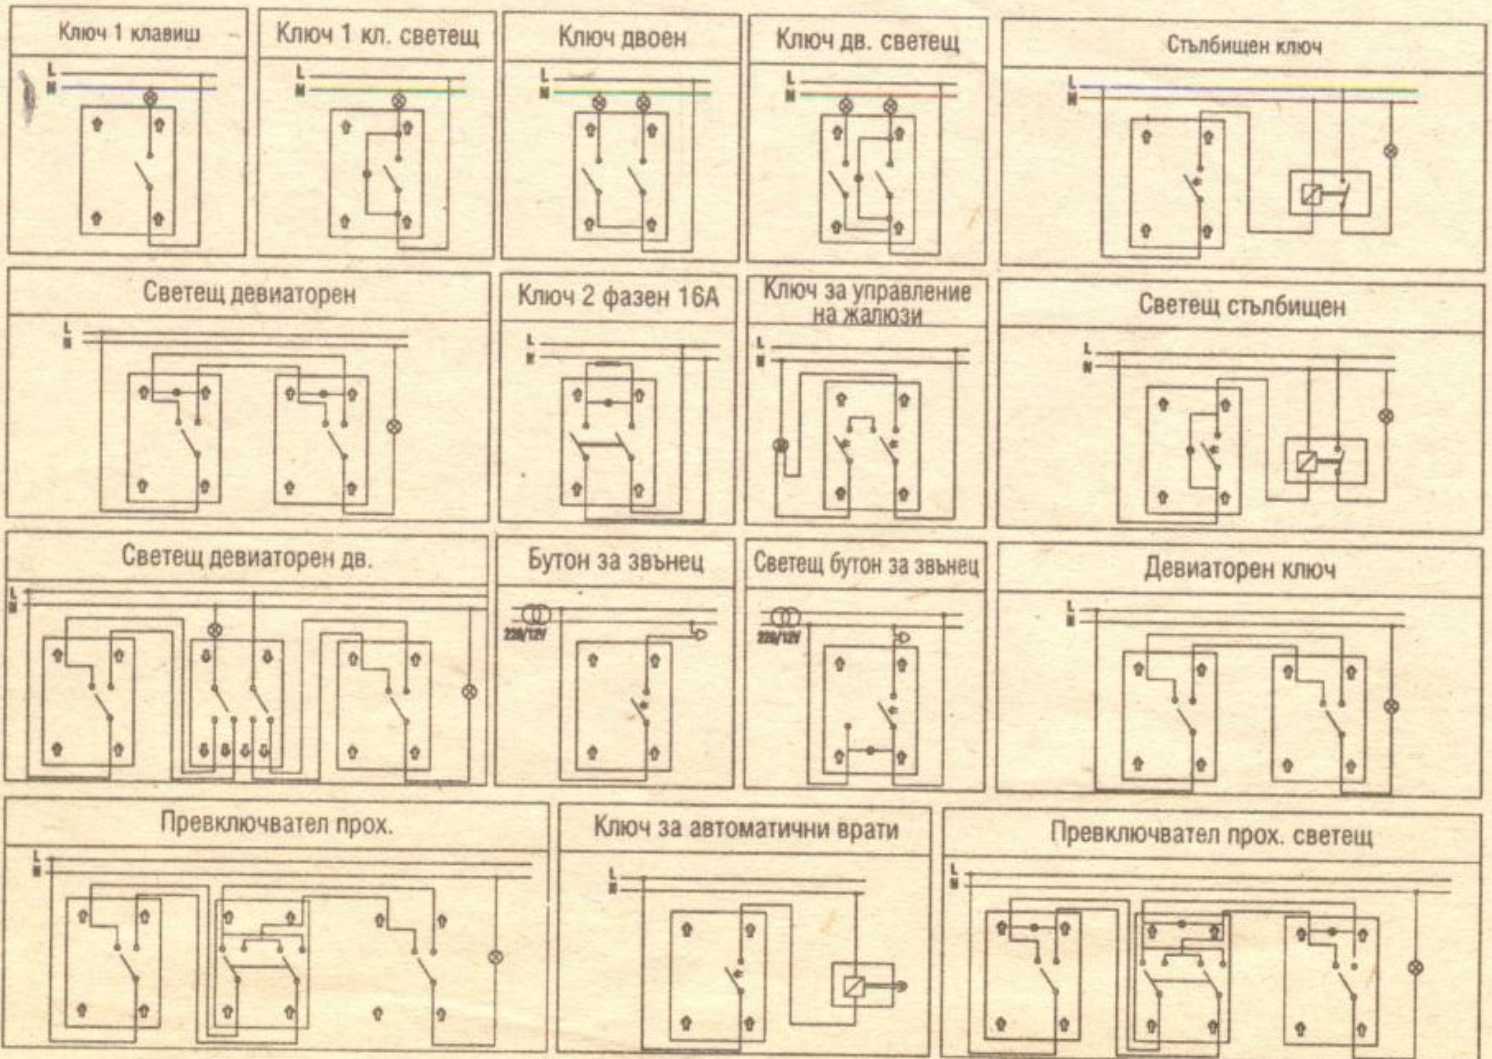 Ключ 1 клавиш
L
N
Ключ 1 кл. светещ
L
N
Ключ двоен
L
N
Ключ дв. светещ
L
N
Стълбищен ключ
L
N
Светещ девиаторен
L
N
Ключ 2 фазен 16А
L
N
Ключ за управление
на жалюзи
L
N
Светещ стълбищен
L
N
Светещ девиаторен дв.
L
N
Бутон за звънец
220/12V
Светещ бутон за звънец
220/12V
Девиаторен ключ
L
N
Превключвател прох.
L
N
Ключ за автоматични врати
L
N
Превключвател прох. светещ
L
N